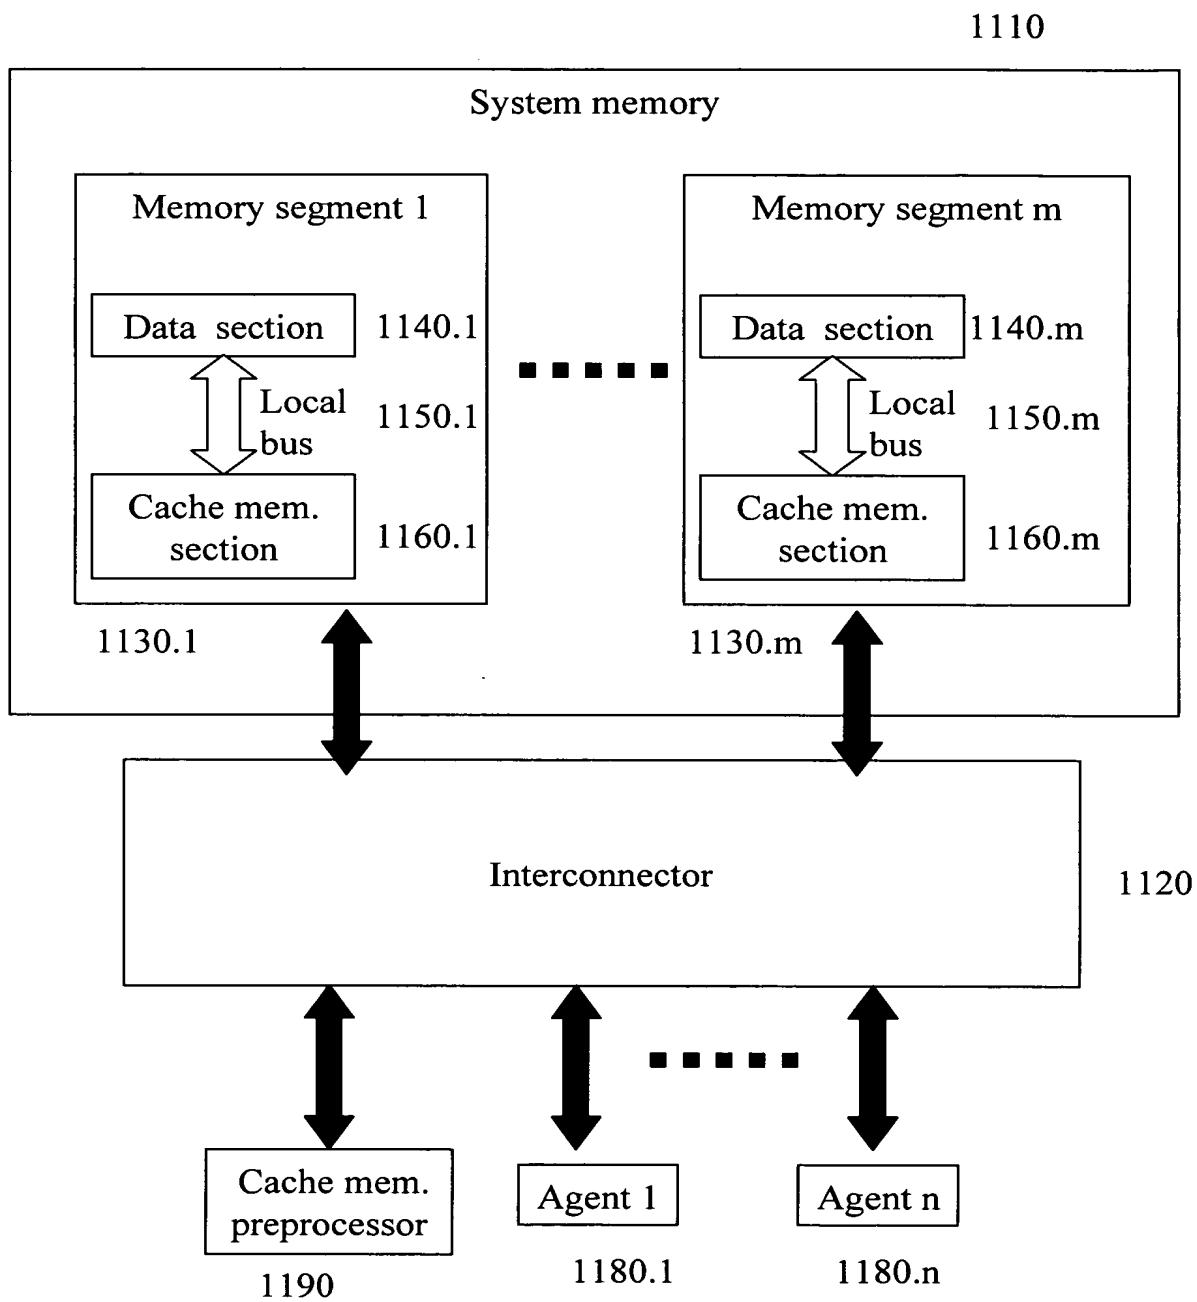 1110
System memory
Memory segment 1
Memory segment m
Data section
1140.1
Data section
1140.m
Local
bus
1150.1
Local
bus
1150.m
Cache mem.
section
1160.1
Cache mem.
section
1160.m
1130.1
1130.m
Interconnector
1120
Cache mem.
preprocessor
Agent 1
Agent n
1190
1180.1
1180.n